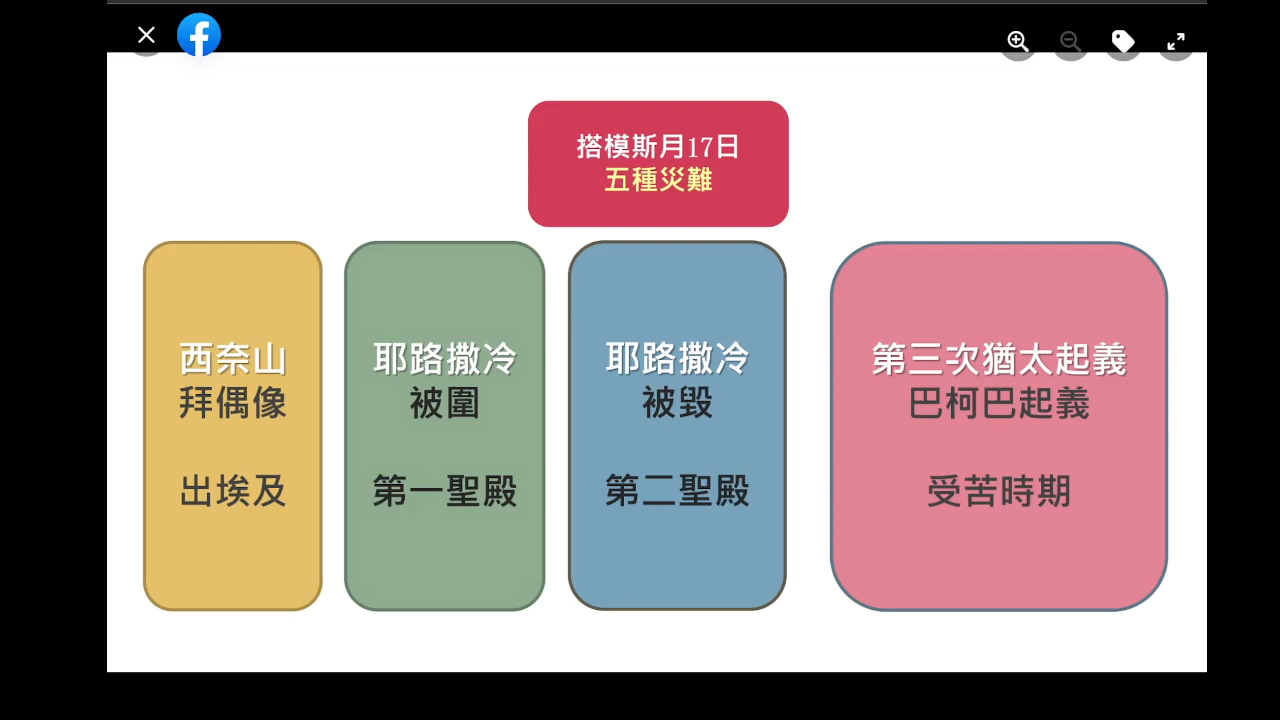 搭模斯月17日
五種災難
西奈山
拜偶像
出埃及
耶路撒冷
被圍
第一聖殿
耶路撒冷
被毀
第二聖殿
第三次猶太起義
巴柯巴起義
受苦時期